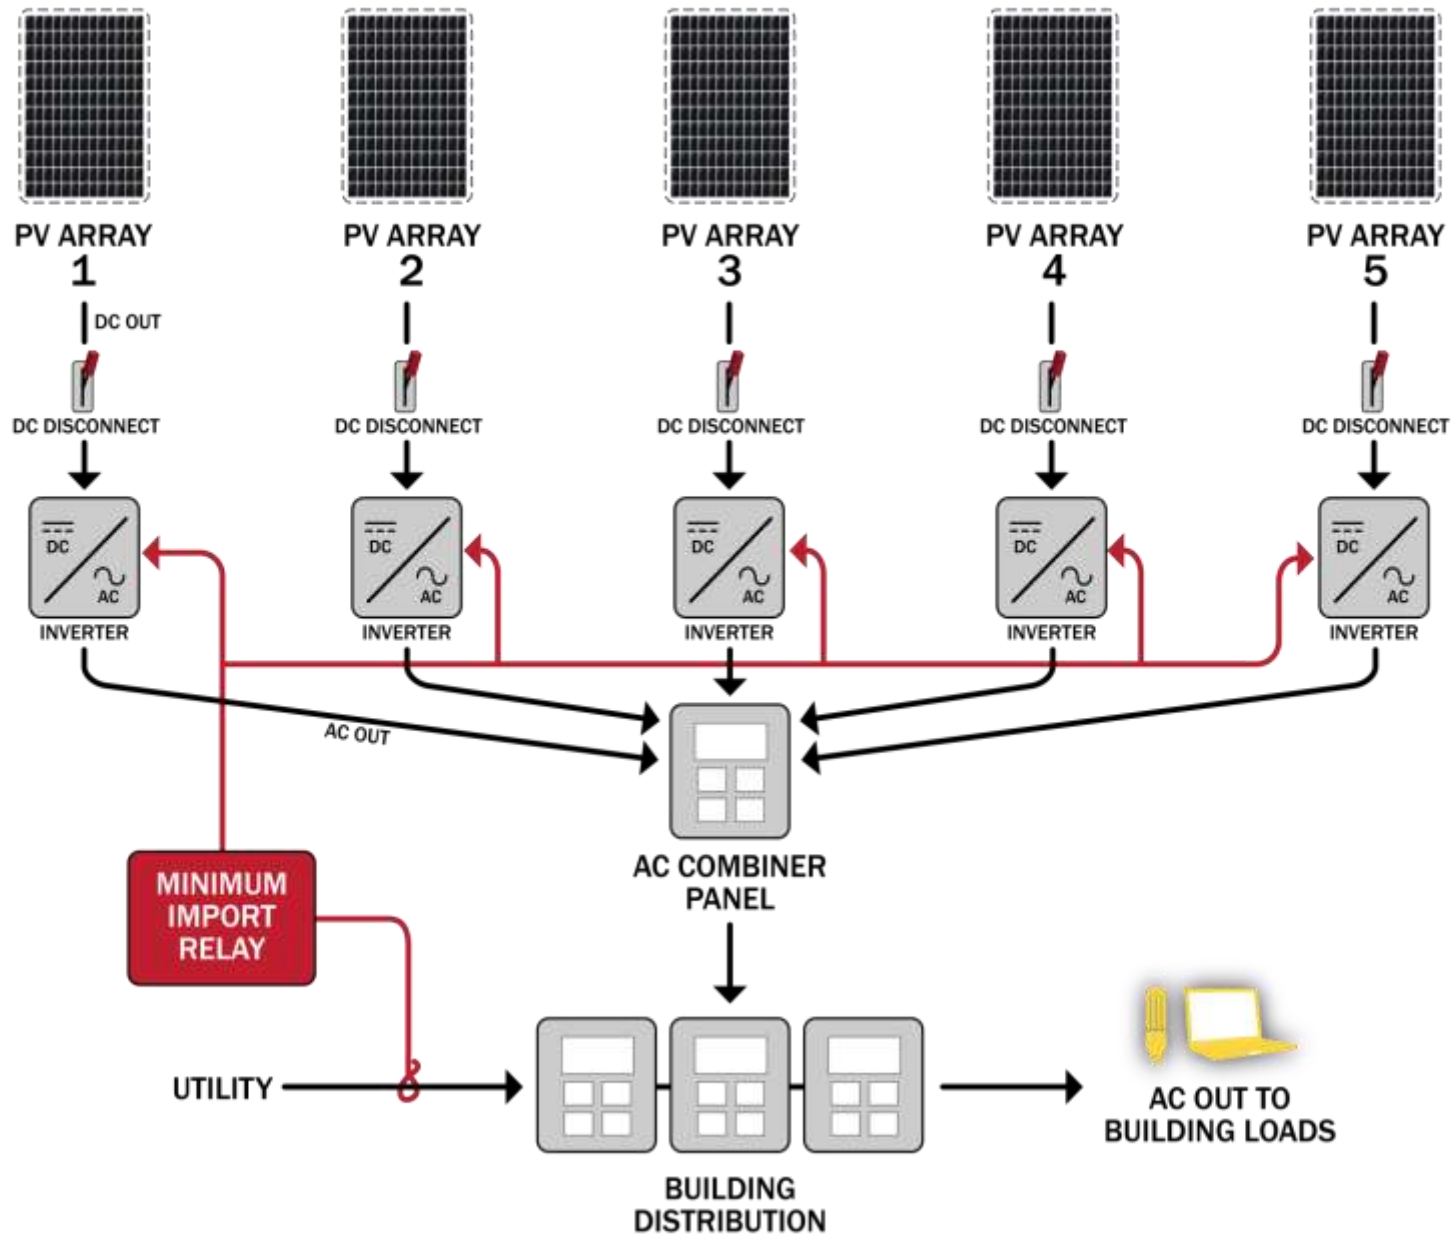 PV ARRAY
1
PV ARRAY
2
PV ARRAY
3
PV ARRAY
4
PV ARRAY
5
DC OUT
DC DISCONNECT
DC DISCONNECT
DC DISCONNECT
DC DISCONNECT
DC DISCONNECT
DC
AC
DC
AC
DC
AC
DC
AC
DC
AC
INVERTER
INVERTER
INVERTER
INVERTER
INVERTER
AC OUT
AC COMBINER
PANEL
MINIMUM
IMPORT
RELAY
UTILITY
AC OUT TO
BUILDING LOADS
BUILDING
DISTRIBUTION